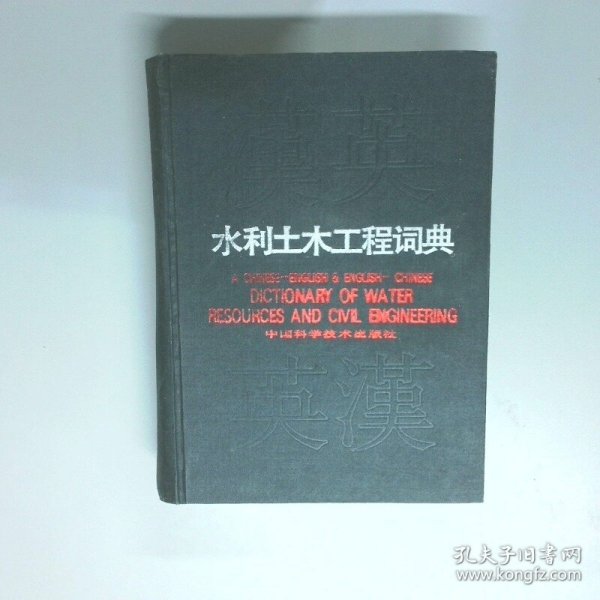 漢英
水利土木工程词典
A CHINESE-ENGLISH & ENGLISH-CHINESE
DICTIONARY OF WATER
RESOURCES AND CIVIL ENGINEERING
中国科学技术出版社
英漢
孔夫子旧书网
www.kongfz.com